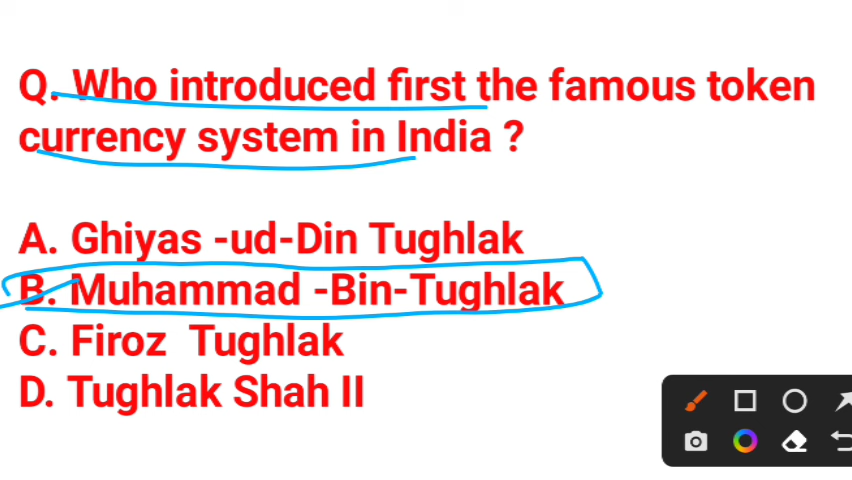 Q. Who introduced first the famous token
currency system in India ?
A. Ghiyas -ud-Din Tughlak
B. Muhammad -Bin-Tughlak
C. Firoz Tughlak
D. Tughlak Shah II